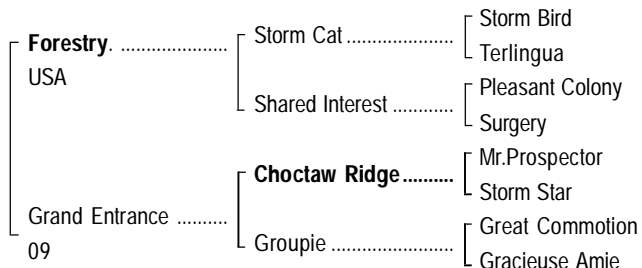 Storm Bird
Forestry. ..................... Storm Cat .....................
Terlingua
USA
Pleasant Colony
Shared Interest ............
Surgery
Mr.Prospector
Choctaw Ridge..........
Storm Star
Grand Entrance ..........
Great Commotion
09
Groupie ........................
Gracieuse Amie